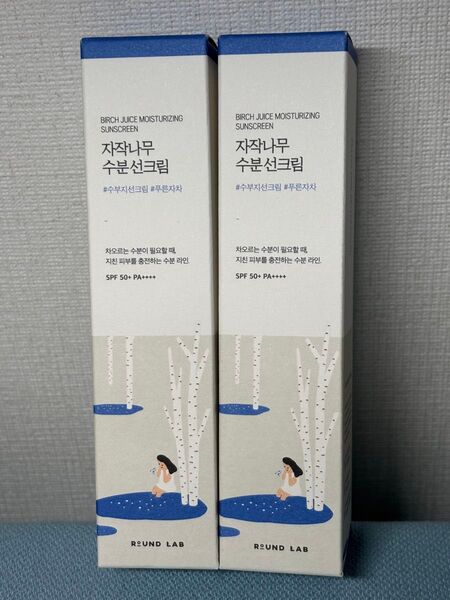 BIRCH JUICE MOISTURIZING
SUNSCREEN
자작나무
수분선크림
#수부지선크림 #푸른자차
차오르는 수분이 필요할 때,
지친 피부를 충전하는 수분 라인.
SPF 50+ PA++++
ROUND LAB
BIRCH JUICE MOISTURIZING
SUNSCREEN
자작나무
수분선크림
#수부지선크림 #푸른자차
차오르는 수분이 필요할 때,
지친 피부를 충전하는 수분 라인.
SPF 50+ PA++++
ROUND LAB